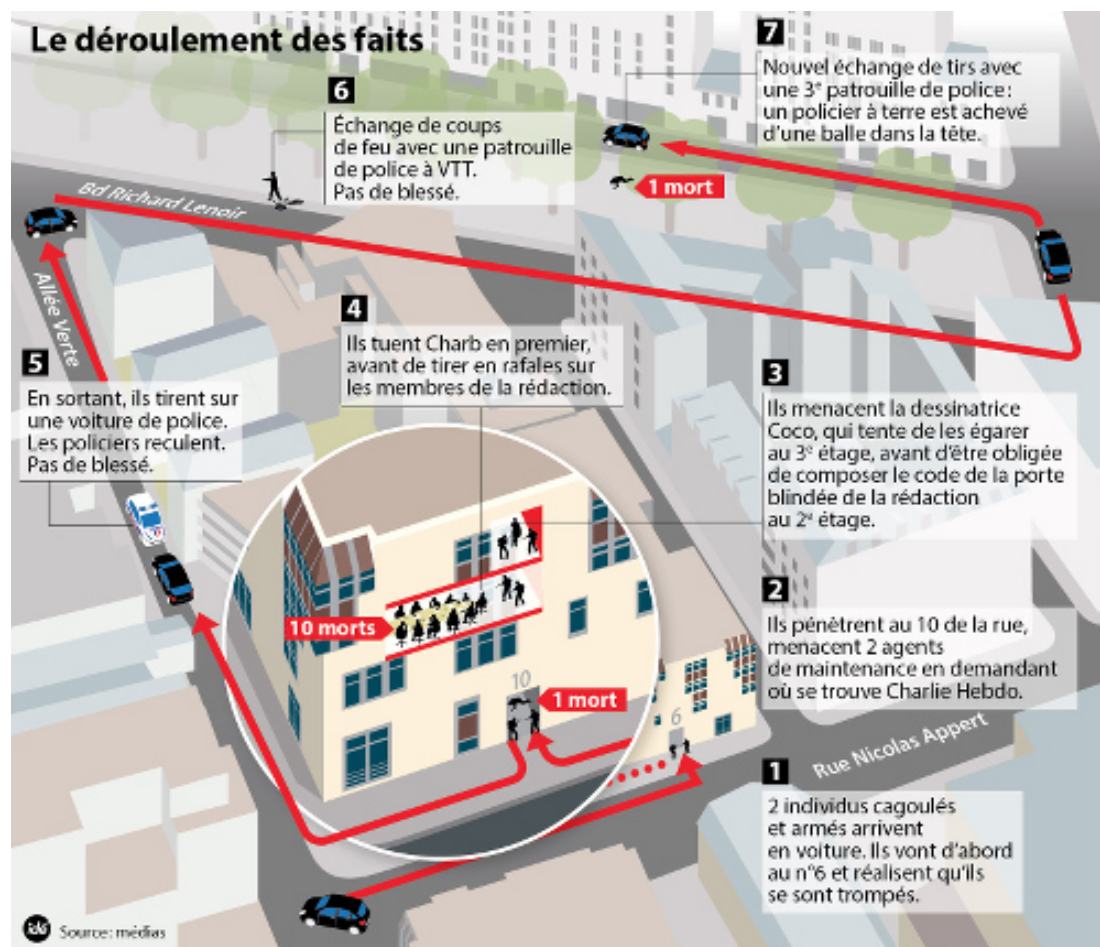 Le déroulement des faits
7
Nouvel échange de tirs avec
une 3e patrouille de police :
un policier à terre est achevé
d'une balle dans la tête.
6
Échange de coups
de feu avec une patrouille
de police à VTT.
Pas de blessé.
1 mort
Bd Richard Lenoir
Allée Verte
4
Ils tuent Charb en premier,
avant de tirer en rafales sur
les membres de la rédaction.
5
En sortant, ils tirent sur
une voiture de police.
Les policiers reculent.
Pas de blessé.
3
Ils menacent la dessinatrice
Coco, qui tente de les égarer
au 3e étage, avant d'être obligée
de composer le code de la porte
blindée de la rédaction
au 2e étage.
10 morts
2
Ils pénètrent au 10 de la rue,
menacent 2 agents
de maintenance en demandant
où se trouve Charlie Hebdo.
10
1 mort
6
Rue Nicolas Appert
1
2 individus cagoulés
et armés arrivent
en voiture. Ils vont d'abord
au n°6 et réalisent qu'ils
se sont trompés.
idé
Source : médias